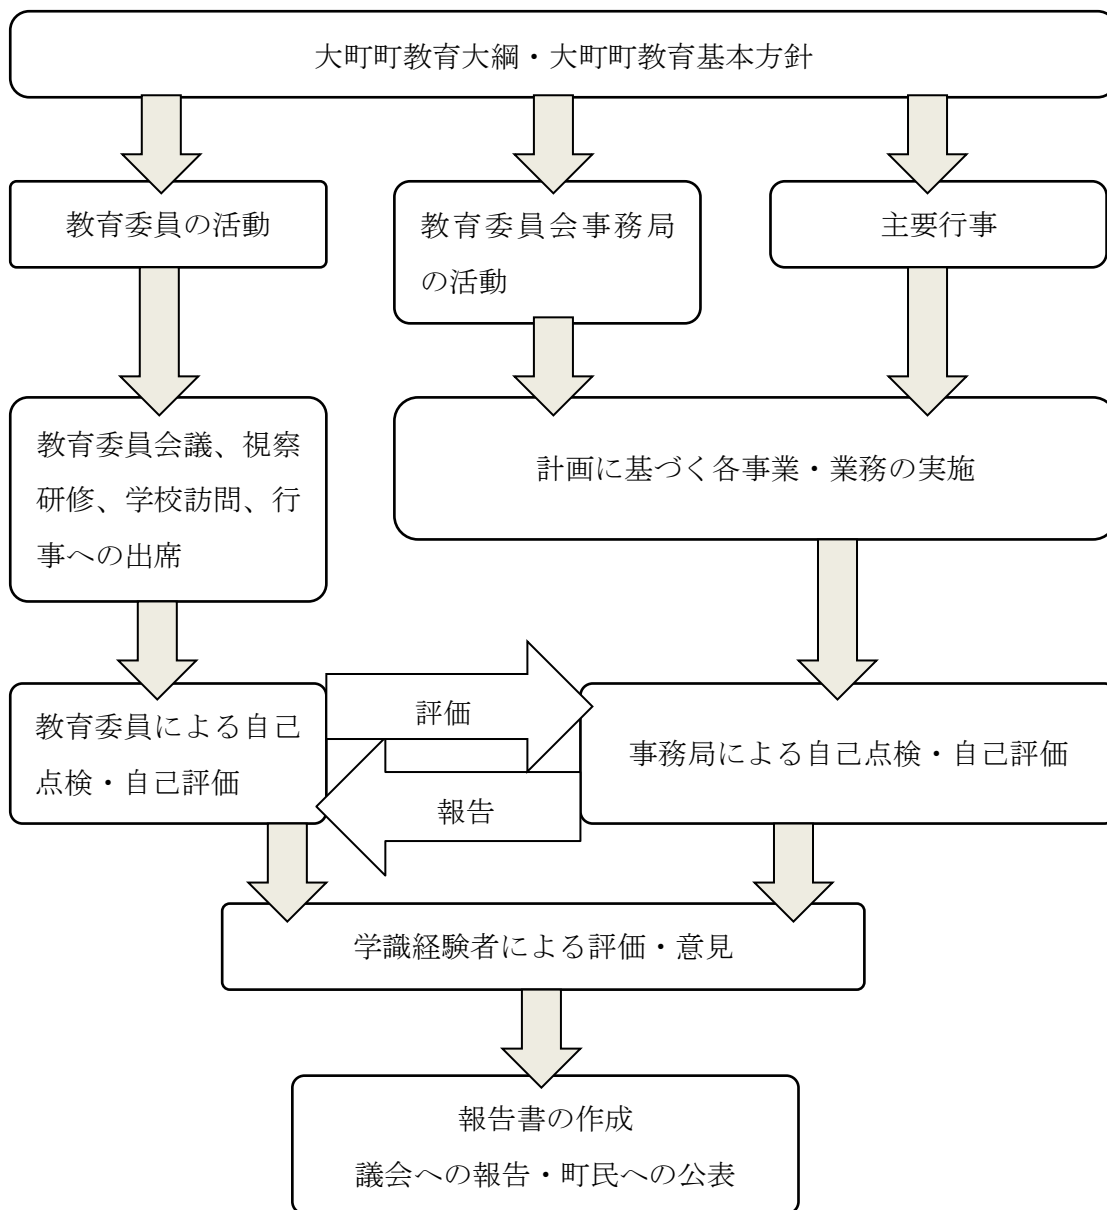 大町町教育大綱・大町町教育基本方針
教育委員の活動
教育委員会事務局
の活動
主要行事
教育委員会議、視察
研修、学校訪問、行
事への出席
計画に基づく各事業・業務の実施
教育委員による自己
点検・自己評価
評価
報告
事務局による自己点検・自己評価
学識経験者による評価・意見
報告書の作成
議会への報告・町民への公表